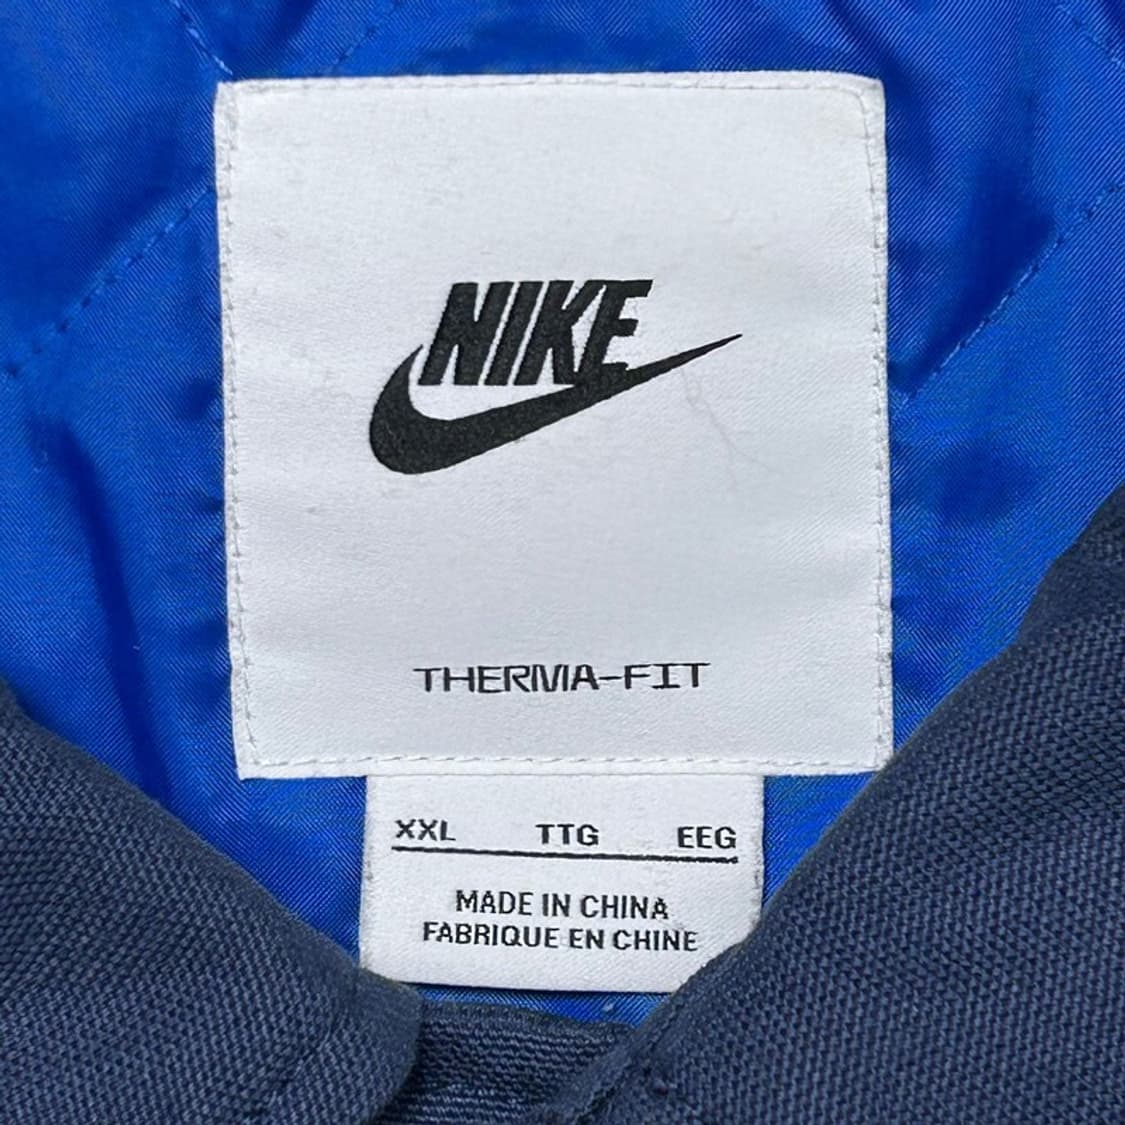 NIKE
THERMA-FIT
XXL TTG EEG
MADE IN CHINA
FABRIQUE EN CHINE